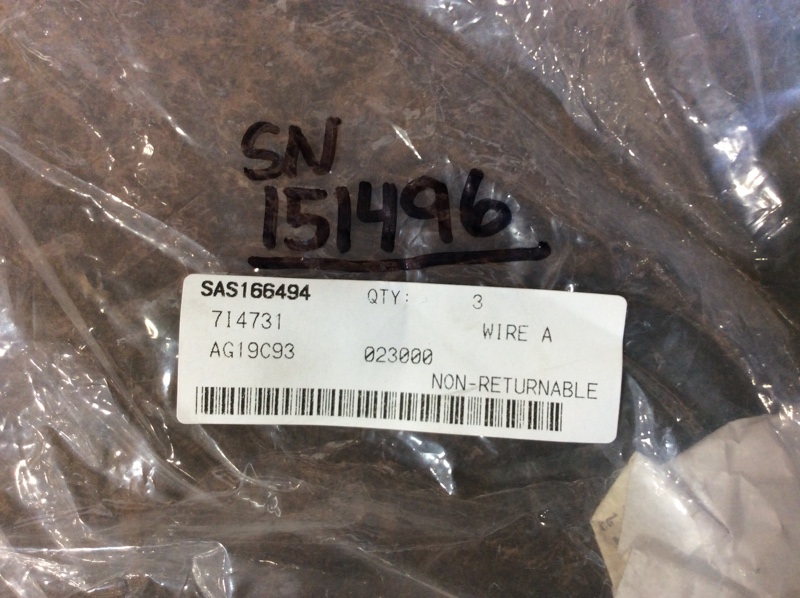 SN
151496
SAS166494 QTY: 3
7I4731 WIRE A
AG19C93 023000
NON-RETURNABLE